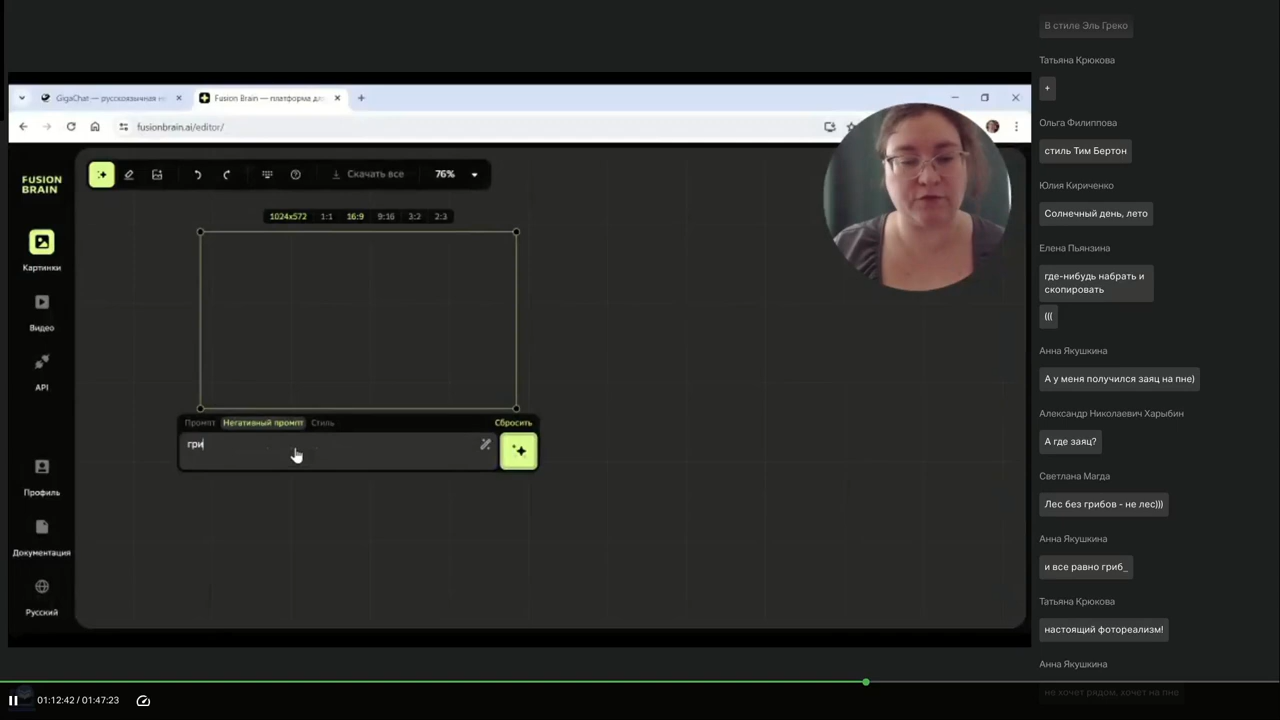 GigaChat — русскоязычная не
Fusion Brain — платформа для
fusionbrain.ai/editor/
FUSION
BRAIN
Скачать все
76%
1024x572 1:1 16:9 9:16 3:2 2:3
Картинки
Видео
API
Промпт Негативный промпт Стиль Сбросить
гри
Профиль
Документация
Русский
01:12:42 / 01:47:23
В стиле Эль Греко
Татьяна Крюкова
+
Ольга Филиппова
стиль Тим Бертон
Юлия Кириченко
Солнечный день, лето
Елена Пьянзина
где-нибудь набрать и
скопировать
(((
Анна Якушкина
А у меня получился заяц на пне)
Александр Николаевич Харыбин
А где заяц?
Светлана Магда
Лес без грибов - не лес)))
Анна Якушкина
и все равно гриб_
Татьяна Крюкова
настоящий фотореализм!
Анна Якушкина
не хочет рядом. хочет на пне